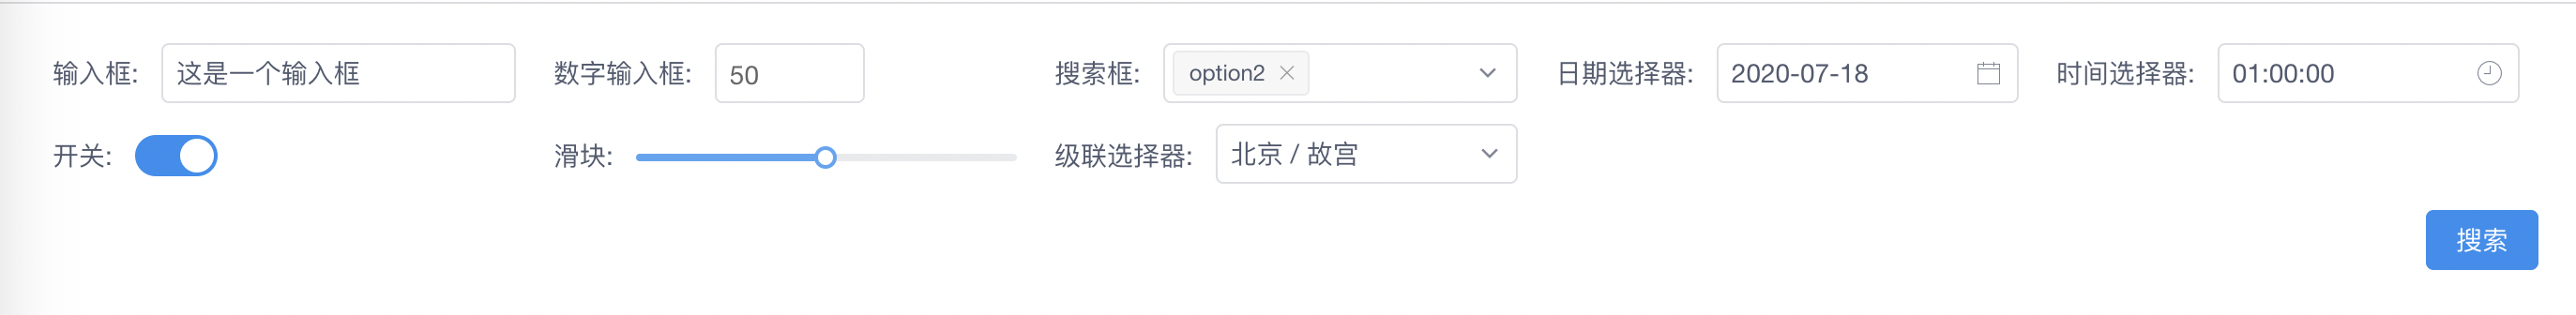 输入框: 这是一个输入框 数字输入框: 50 搜索框: option2 日期选择器: 2020-07-18 时间选择器: 01:00:00
开关: 滑块: 级联选择器: 北京 / 故宫
搜索